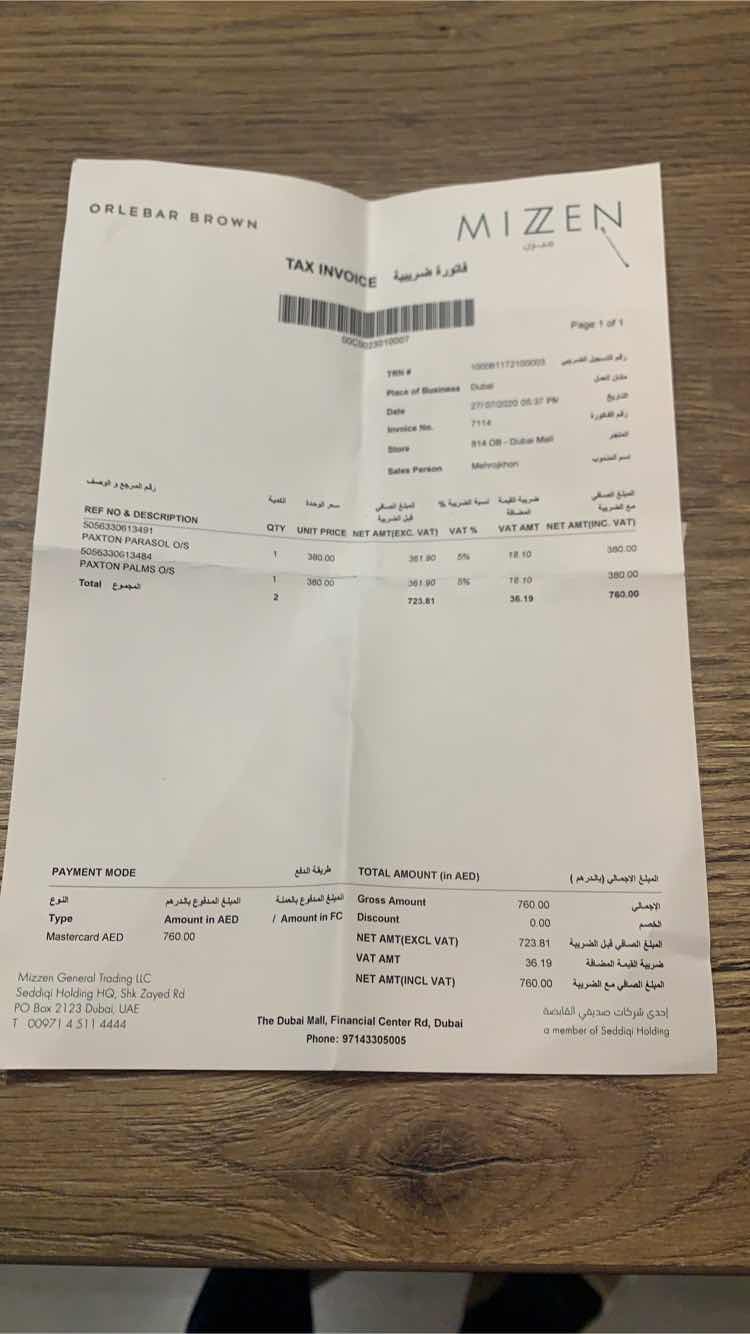 ORLEBAR BROWN
MIZZEN
TAX INVOICE فاتورة ضريبية
Page 1 of 1
TRN # رقم التسجيل الضريبي
Place of Business Dubai مكان العمل
Date 27/07/2020 05:37 PM التاريخ
Invoice No. 7114 رقم الفاتورة
Store 814 OB - Dubai Mall المتجر
Sales Person Mehrojkhon اسم المندوب
رقم المرجع و الوصف الكمية سعر الوحدة المبلغ الصافي قبل الضريبة نسبة الضريبة % ضريبة القيمة المضافة المبلغ الصافي مع الضريبة
REF NO & DESCRIPTION QTY UNIT PRICE NET AMT(EXC. VAT) VAT % VAT AMT NET AMT(INC. VAT)
5056330613491
PAXTON PARASOL O/S 1 380.00 361.90 5% 18.10 380.00
5056330613484
PAXTON PALMS O/S 1 380.00 361.90 5% 18.10 380.00
Total المجموع 2 723.81 36.19 760.00
PAYMENT MODE طريقة الدفع
النوع المبلغ المدفوع بالدرهم المبلغ المدفوع بالعملة
Type Amount in AED / Amount in FC
Mastercard AED 760.00
TOTAL AMOUNT (in AED) المبلغ الاجمالي (بالدرهم)
Gross Amount 760.00 الاجمالي
Discount 0.00 الخصم
NET AMT(EXCL VAT) 723.81 المبلغ الصافي قبل الضريبة
VAT AMT 36.19 ضريبة القيمة المضافة
NET AMT(INCL VAT) 760.00 المبلغ الصافي مع الضريبة
Mizzen General Trading LLC
Seddiqi Holding HQ, Shk Zayed Rd
PO Box 2123 Dubai, UAE
T 00971 4 511 4444
The Dubai Mall, Financial Center Rd, Dubai
Phone: 97143305005
إحدى شركات صديقي القابضة
a member of Seddiqi Holding